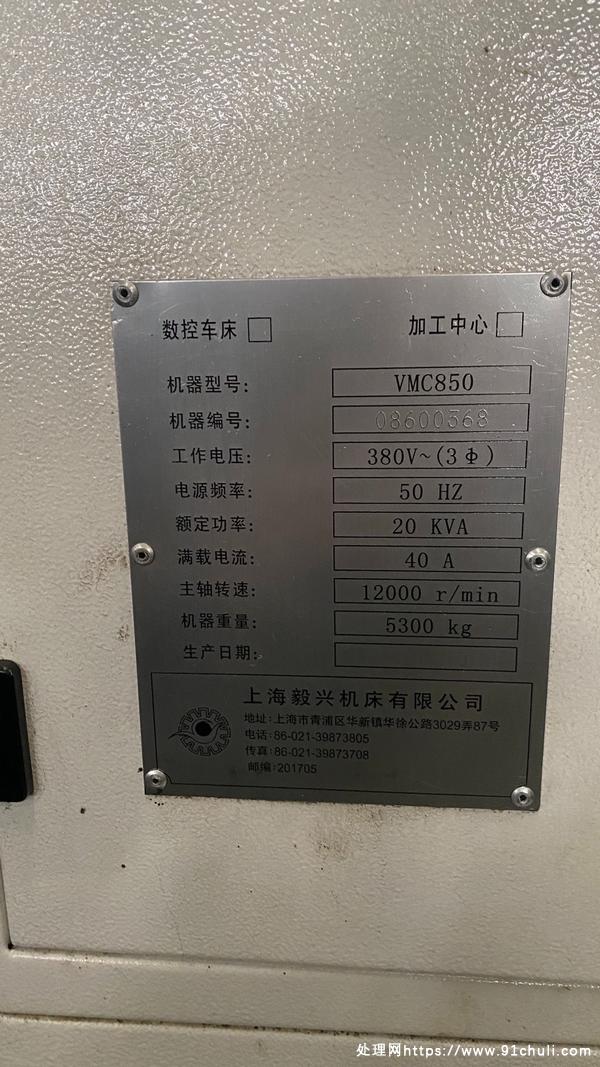 数控车床 □ 加工中心 □
机器型号: VMC850
机器编号: 08600368
工作电压: 380V~(3Φ)
电源频率: 50 HZ
额定功率: 20 KVA
满载电流: 40 A
主轴转速: 12000 r/min
机器重量: 5300 kg
生产日期:
上海毅兴机床有限公司
地址:上海市青浦区华新镇华徐公路3029弄87号
电话:86-021-39873805
传真:86-021-39873708
邮编:201705
处理网https://www.91chuli.com/